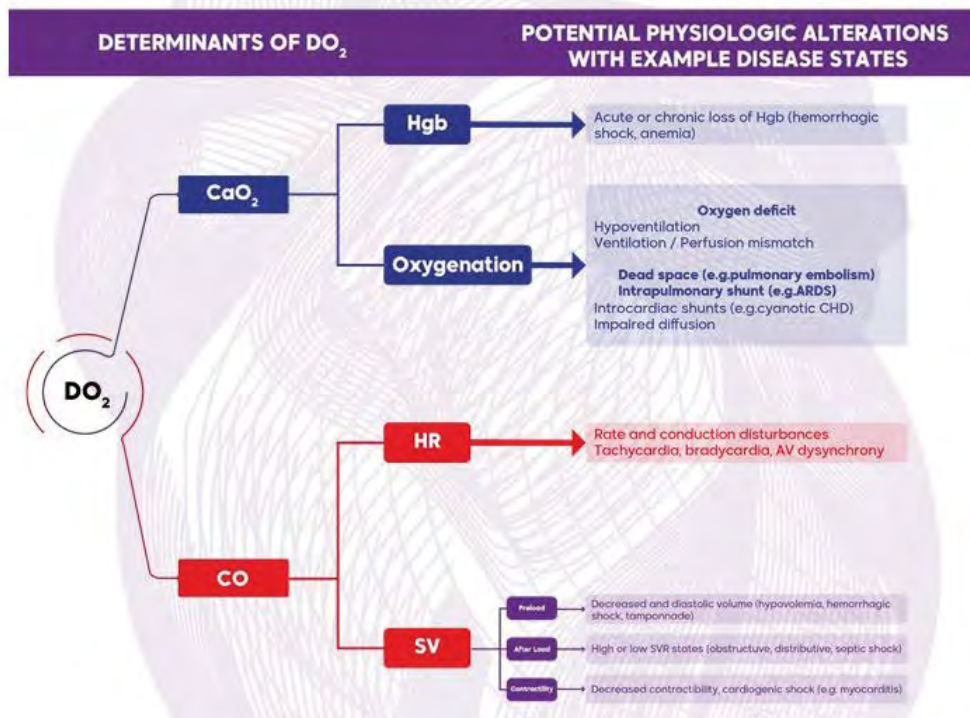 DETERMINANTS OF DO₂
POTENTIAL PHYSIOLOGIC ALTERATIONS
WITH EXAMPLE DISEASE STATES
DO₂
CaO₂
Hgb
Acute or chronic loss of Hgb (hemorrhagic
shock, anemia)
Oxygenation
Oxygen deficit
Hypoventilation
Ventilation / Perfusion mismatch
Dead space (e.g.pulmonary embolism)
Intrapulmonary shunt (e.g.ARDS)
Introcardiac shunts (e.g.cyanotic CHD)
Impaired diffusion
CO
HR
Rate and conduction disturbances
Tachycardia, bradycardia, AV dysynchrony
SV
Preload
Decreased and diastolic volume (hypovolemia, hemorrhagic
shock, tamponnade)
After Load
High or low SVR states (obstructuve, distributive, septic shock)
Contractility
Decreased contractibility, cardiogenic shock (e.g. myocarditis)